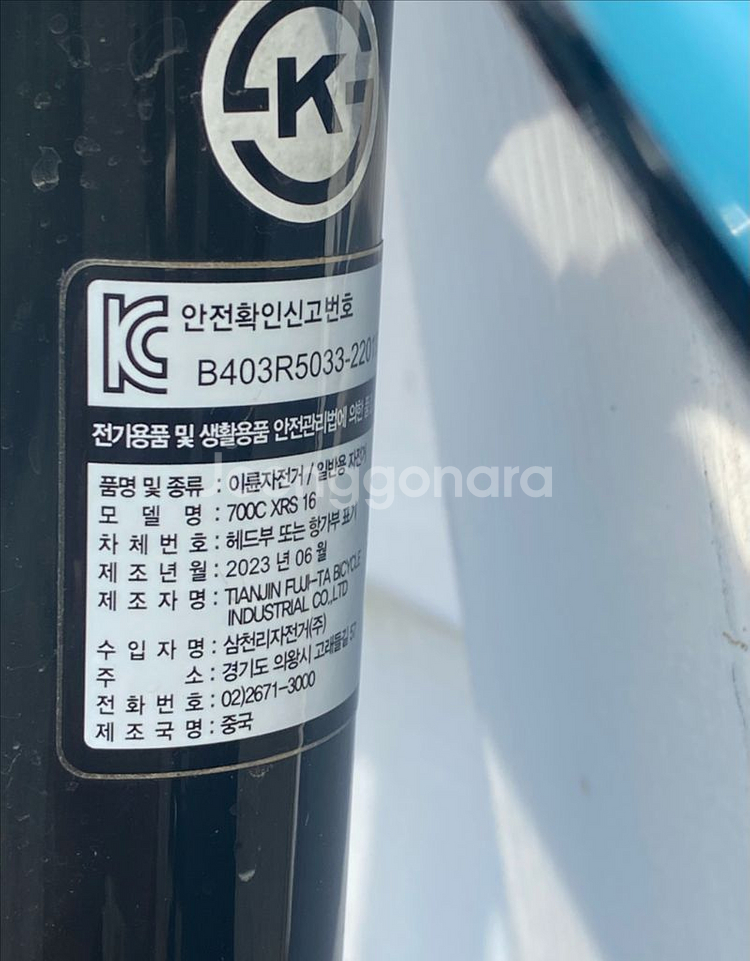 K
안전확인신고번호
B403R5033-2201
전기용품 및 생활용품 안전관리법에 의한
품명 및 종류 : 이륜자전거 / 일반용 자전거
모 델 명 : 700C XRS 16
차 체 번 호 : 헤드부 또는 항가부 표기
제 조 년 월 : 2023 년 06 월
제 조 자 명 : TIANJIN FUJI-TA BICYCLE
INDUSTRIAL CO.,LTD
수 입 자 명 : 삼천리자전거(주)
주 소 : 경기도 의왕시 고래들길 57
전 화 번 호 : 02)2671-3000
제 조 국 명 : 중국
Joonggonara